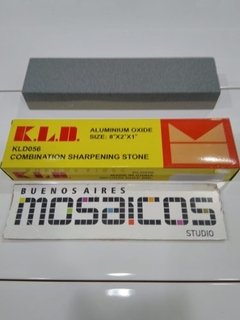 K.L.D.
ALUMINIUM OXIDE
SIZE: 8"X2"X1"
KLD056
COMBINATION SHARPENING STONE
BUENOS AIRES
mosaicos
STUDIO